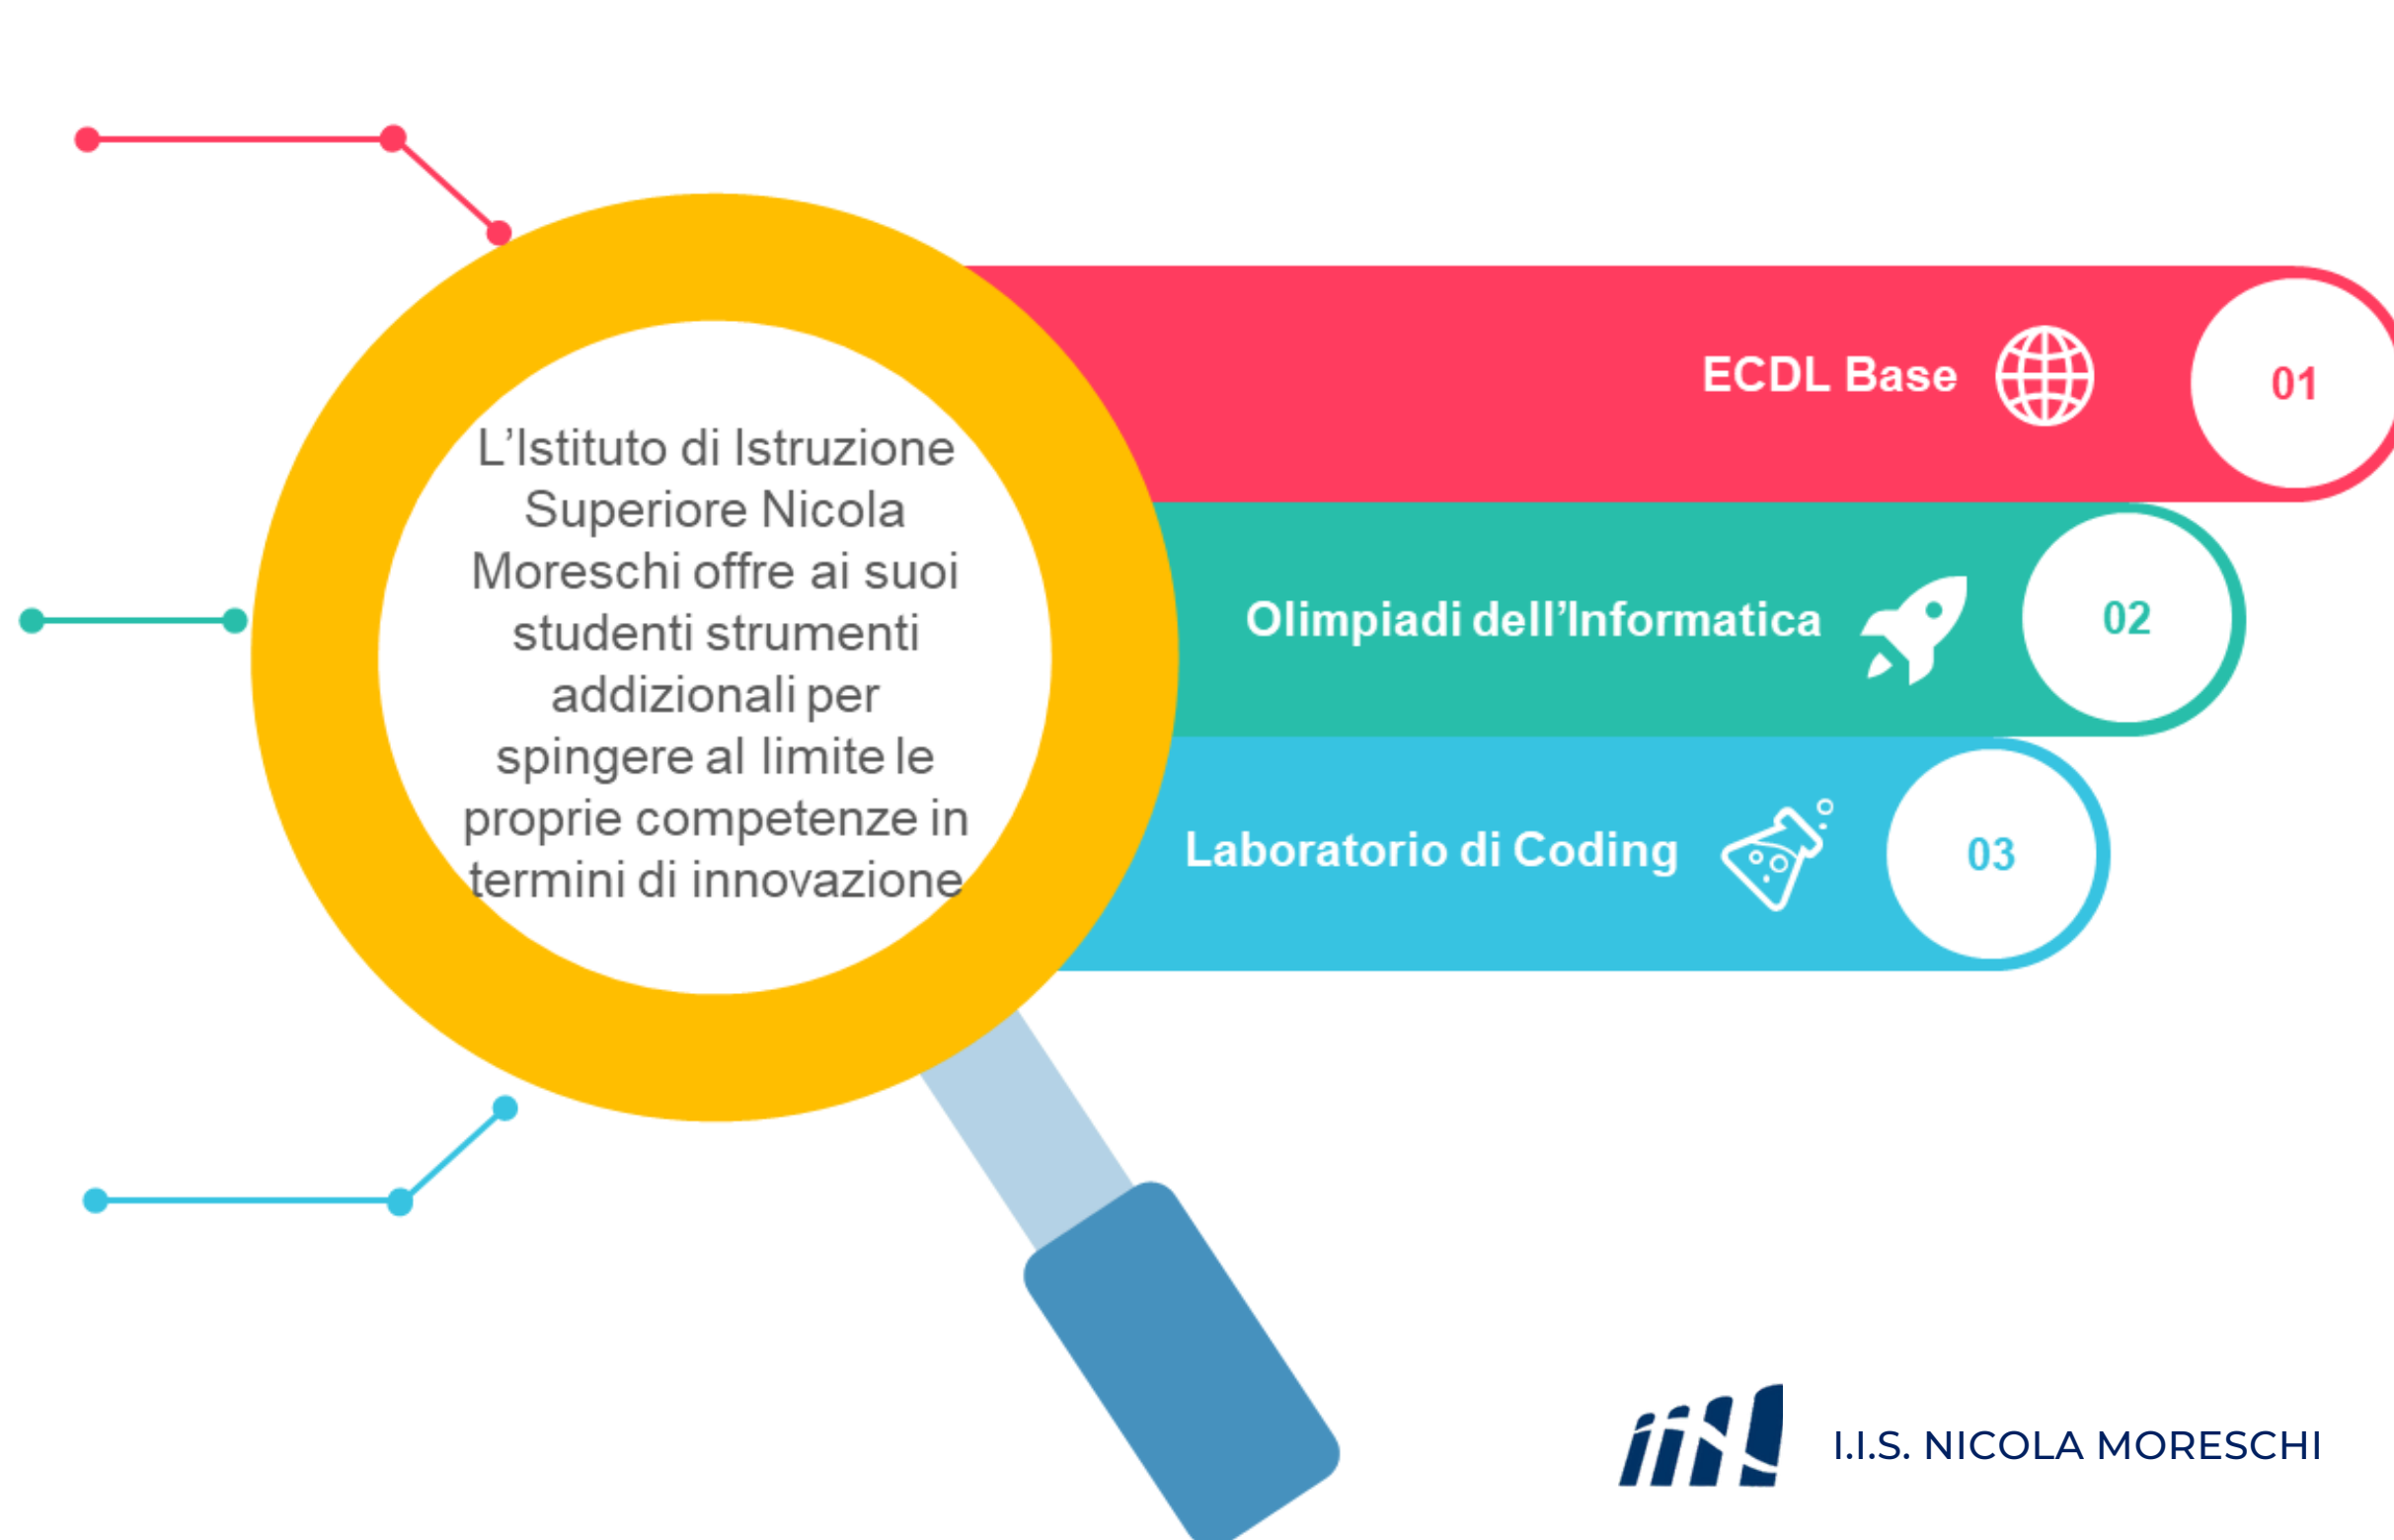 L’Istituto di Istruzione
Superiore Nicola
Moreschi offre ai suoi
studenti strumenti
addizionali per
spingere al limite le
proprie competenze in
termini di innovazione
ECDL Base
01
Olimpiadi dell’Informatica
02
Laboratorio di Coding
03
I.I.S. NICOLA MORESCHI